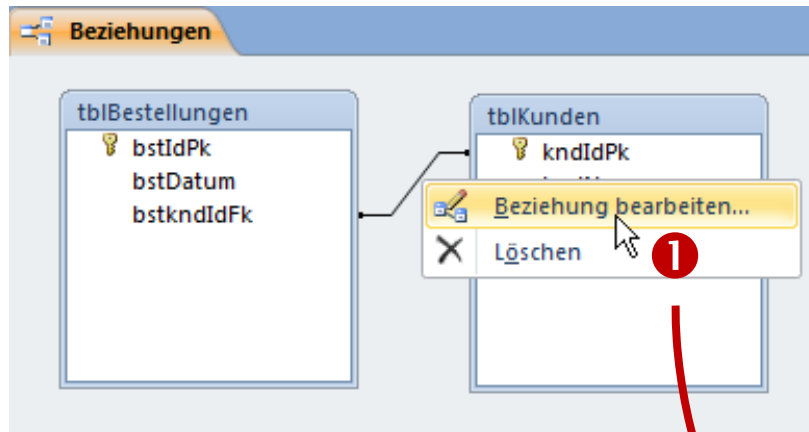 Beziehungen
tblBestellungen
bstIdPk
bstDatum
bstkndIdFk
tblKunden
kndIdPk
Beziehung bearbeiten...
Löschen
1